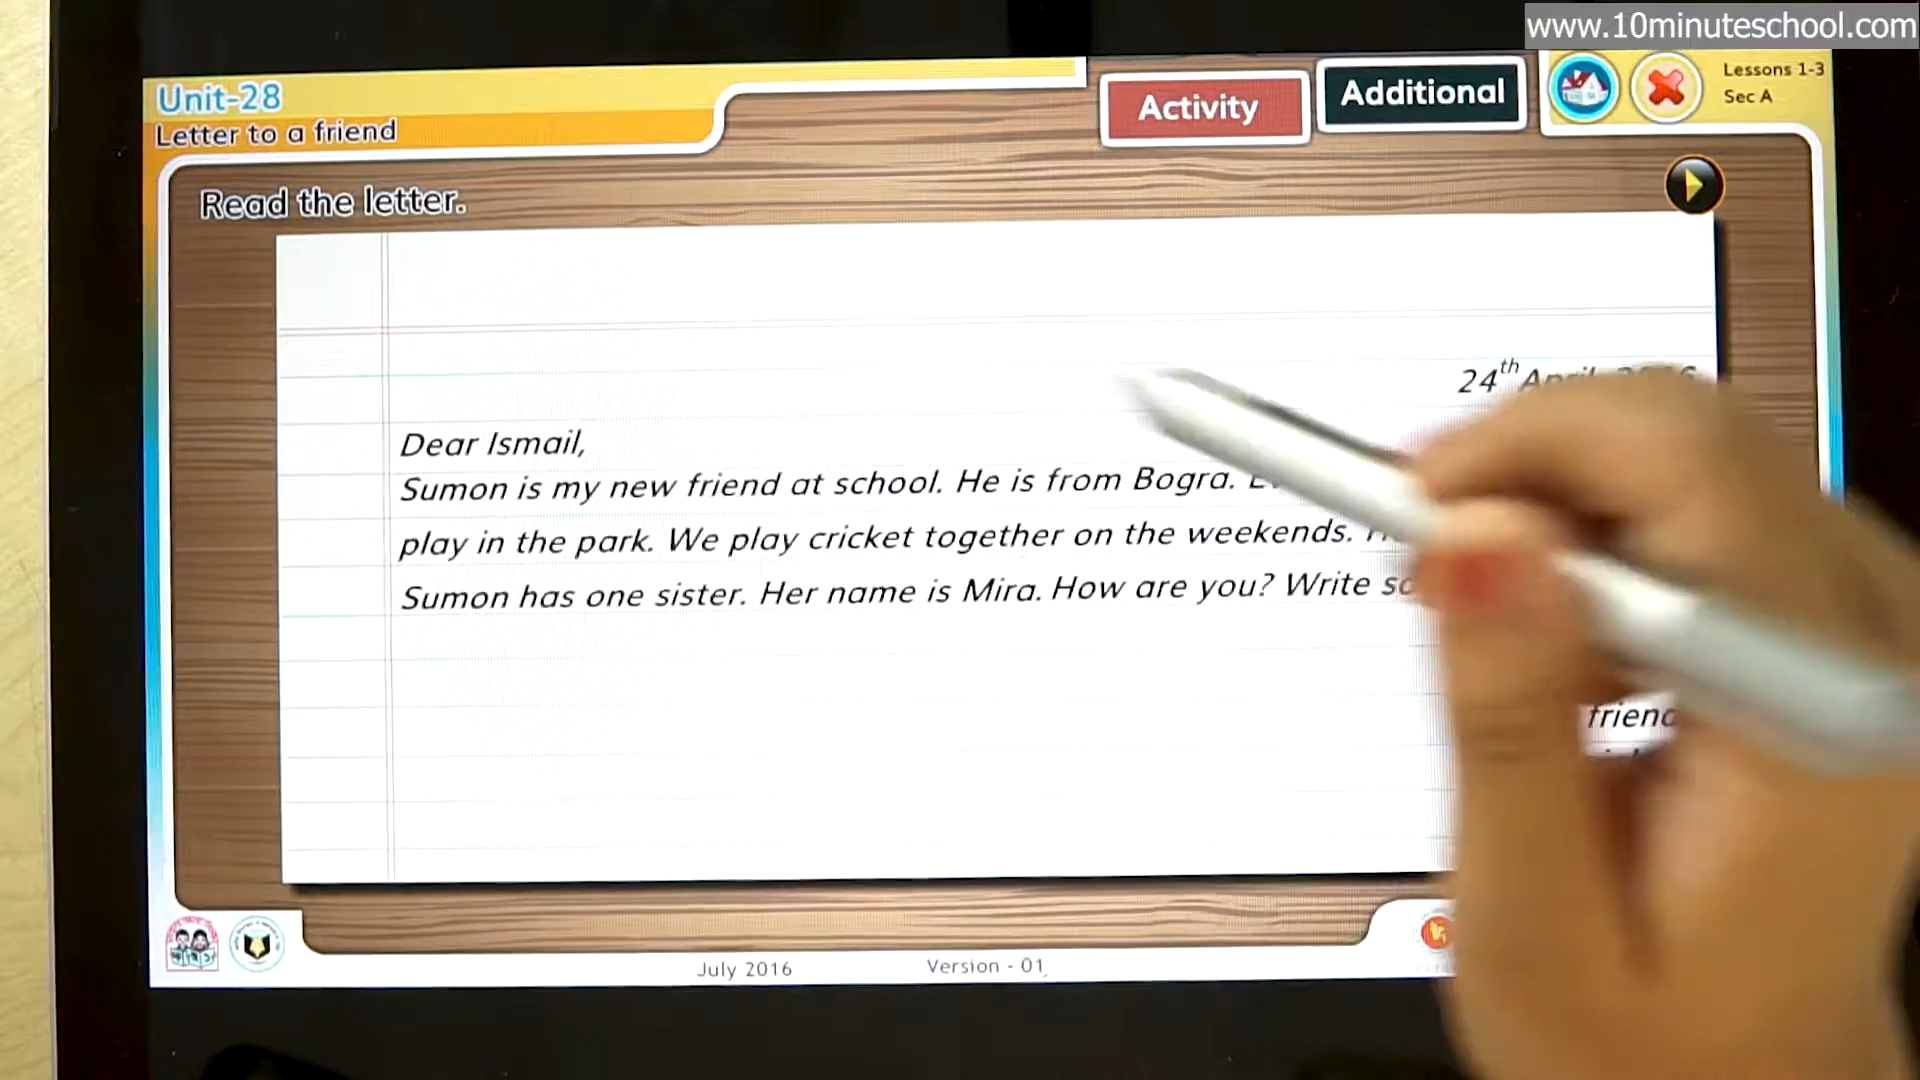 www.10minuteschool.com
Unit-28
Letter to a friend
Activity
Additional
Lessons 1-3
Sec A
Read the letter.
24th April
Dear Ismail,
Sumon is my new friend at school. He is from Bogra.
play in the park. We play cricket together on the weekends.
Sumon has one sister. Her name is Mira. How are you? Write
friend
July 2016
Version - 01